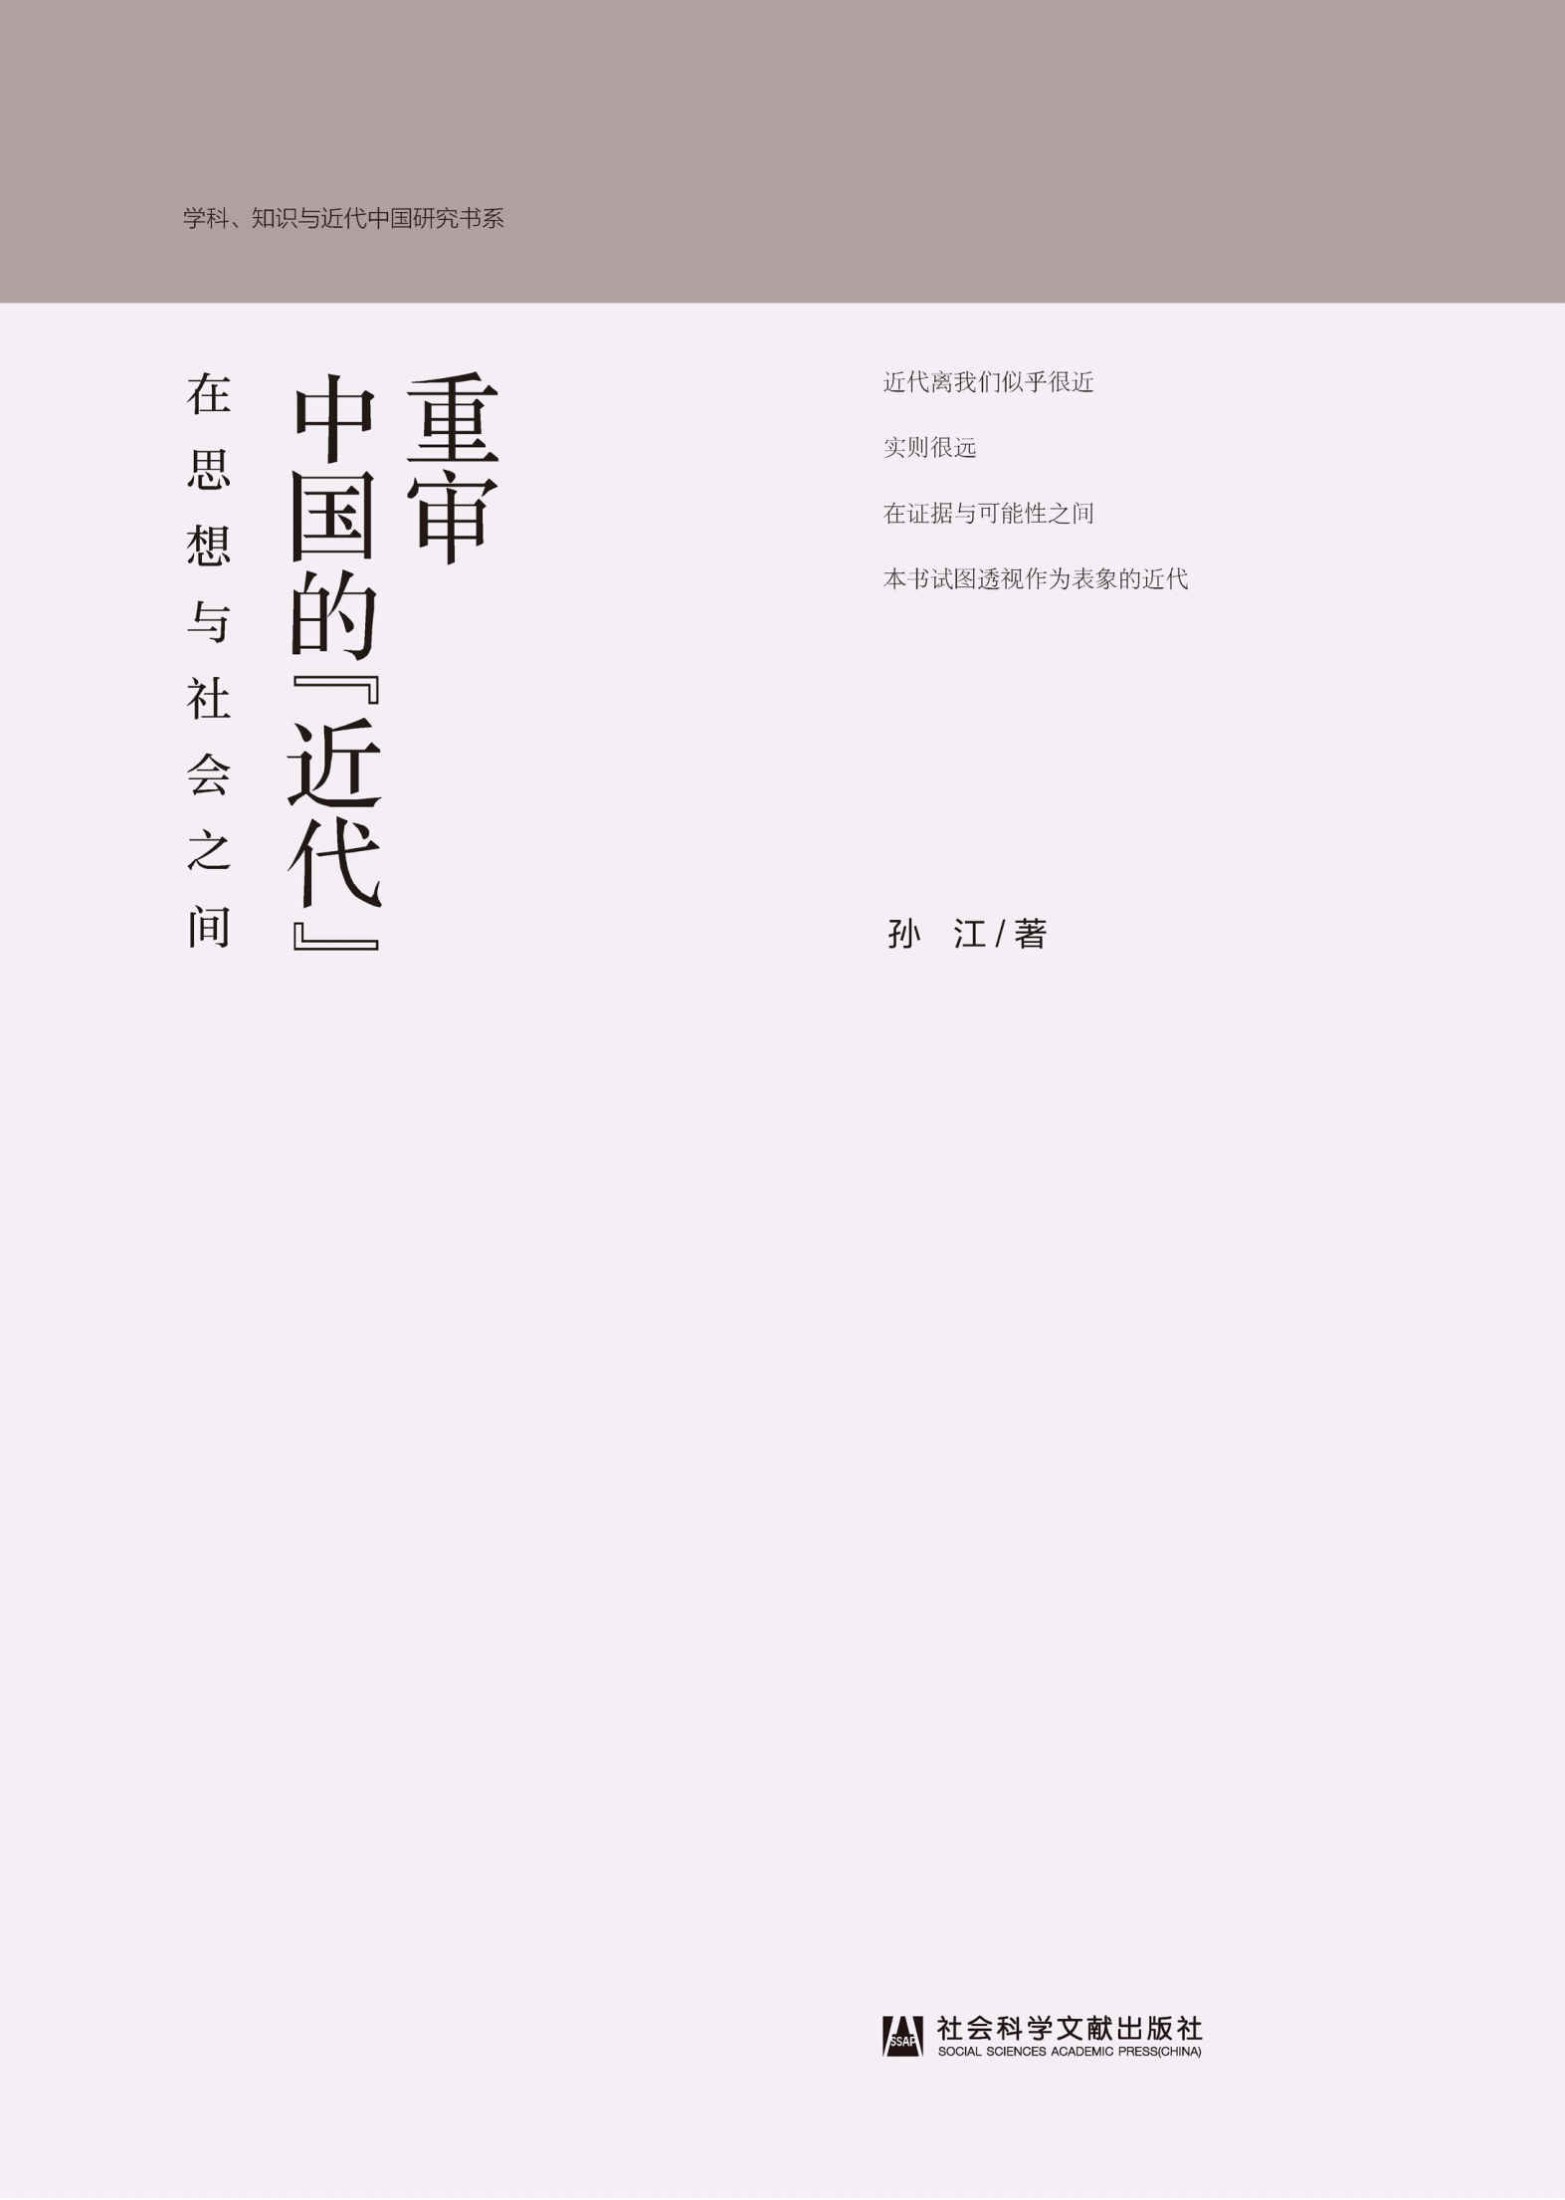 学科、知识与近代中国研究书系
重审
中国的『近代』
在思想与社会之间
近代离我们似乎很近
实则很远
在证据与可能性之间
本书试图透视作为表象的近代
孙 江/著
SSAP
社会科学文献出版社
SOCIAL SCIENCES ACADEMIC PRESS(CHINA)